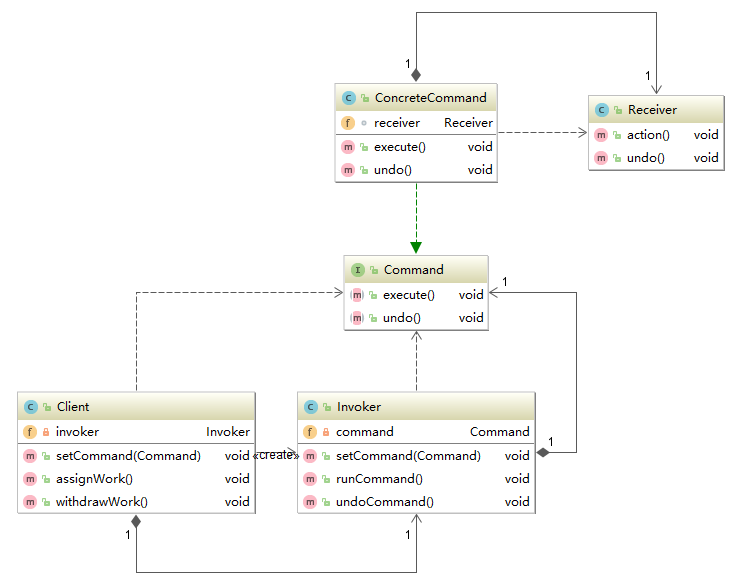 1
1
C ConcreteCommand
f receiver Receiver
m execute() void
m undo() void
C Receiver
m action() void
m undo() void
I Command
m execute() void
m undo() void
1
C Client
f invoker Invoker
m setCommand(Command) void
m assignWork() void
m withdrawWork() void
«create»
C Invoker
f command Command
m setCommand(Command) void
m runCommand() void
m undoCommand() void
1
1
1